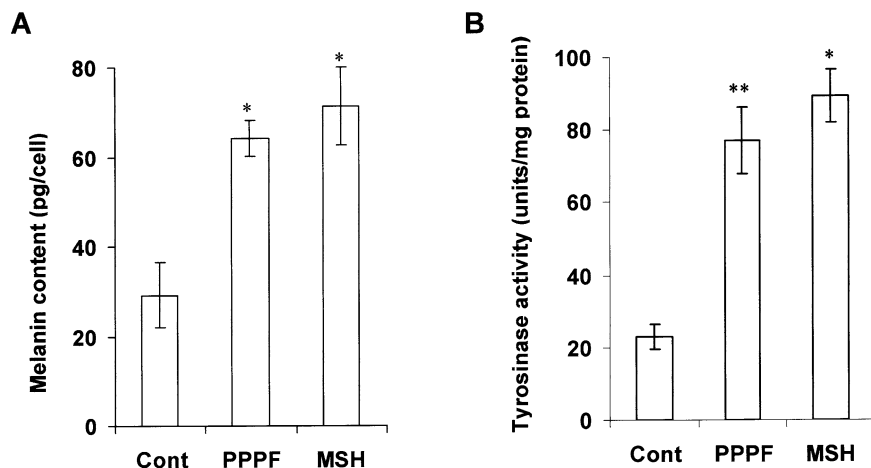 A
Melanin content (pg/cell)
80
60
40
20
0
*
*
Cont PPPF MSH
B
Tyrosinase activity (units/mg protein)
100
80
60
40
20
0
**
*
Cont PPPF MSH